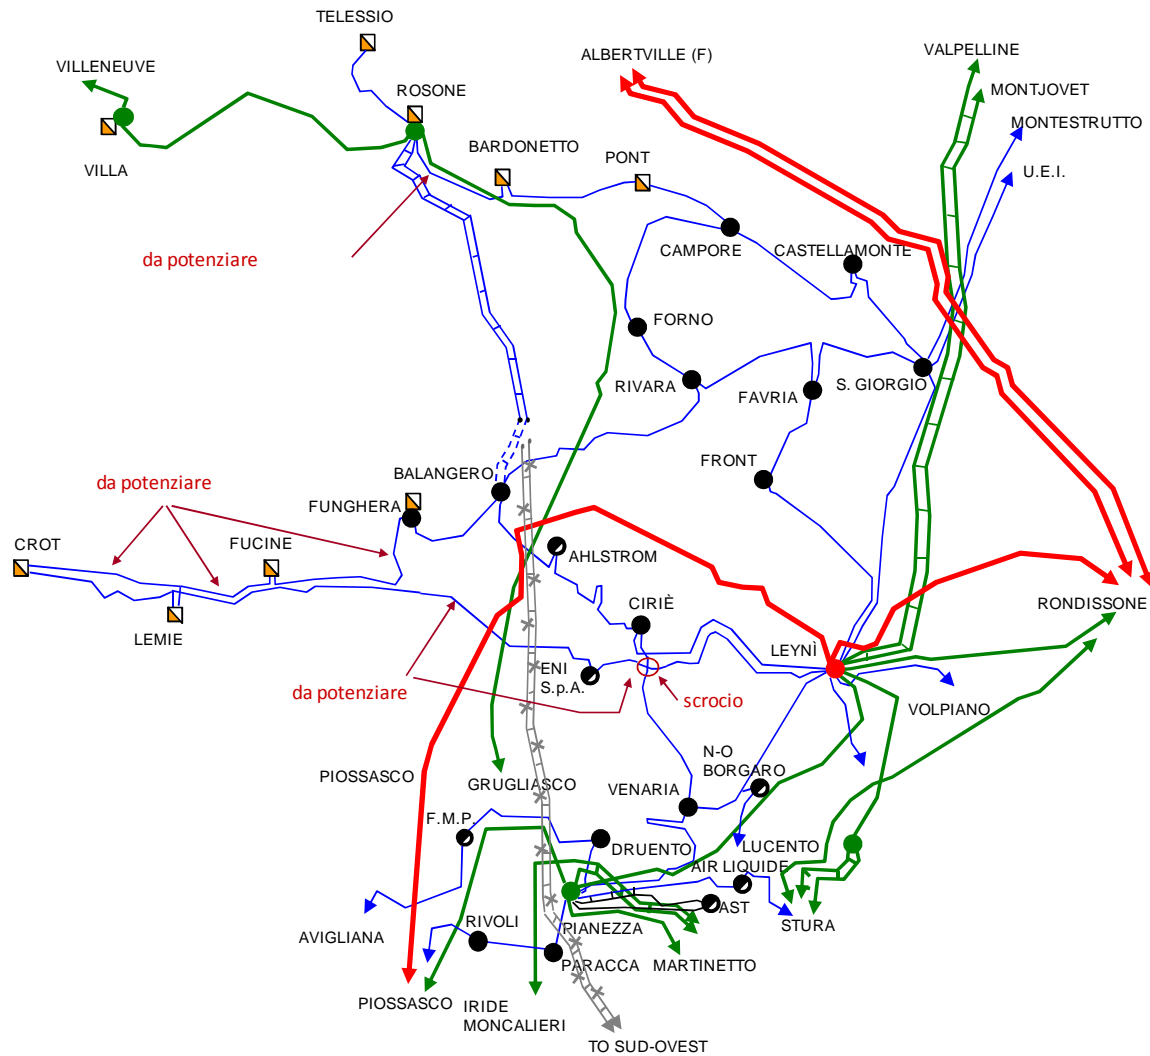 TELESSIO
VILLENEUVE
ALBERTVILLE (F)
VALPELLINE
ROSONE
MONTJOVET
MONTESTRUTTO
BARDONETTO
PONT
VILLA
U.E.I.
da potenziare
CAMPORE
CASTELLAMONTE
FORNO
RIVARA
FAVRIA
S. GIORGIO
FRONT
BALANGERO
da potenziare
FUNGHERA
CROT
FUCINE
AHLSTROM
CIRIÈ
RONDISSONE
LEMIE
LEYNÌ
ENI
S.p.A.
da potenziare
scrocio
VOLPIANO
N-O
BORGARO
PIOSSASCO
GRUGLIASCO
VENARIA
F.M.P.
DRUENTO
LUCENTO
AIR LIQUIDE
AST
RIVOLI
PIANEZZA
STURA
AVIGLIANA
PARACCA
MARTINETTO
PIOSSASCO
IRIDE
MONCALIERI
TO SUD-OVEST